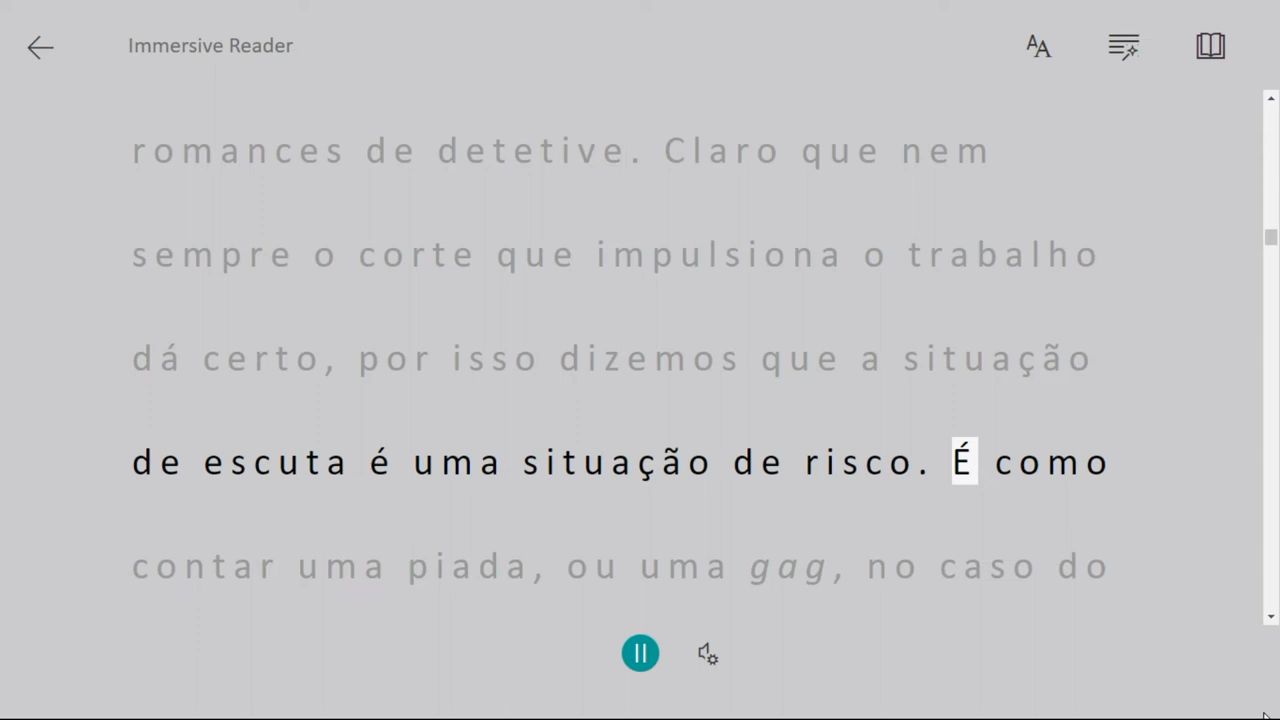 Immersive Reader
romances de detetive. Claro que nem
sempre o corte que impulsiona o trabalho
dá certo, por isso dizemos que a situação
de escuta é uma situação de risco. É como
contar uma piada, ou uma gag, no caso do